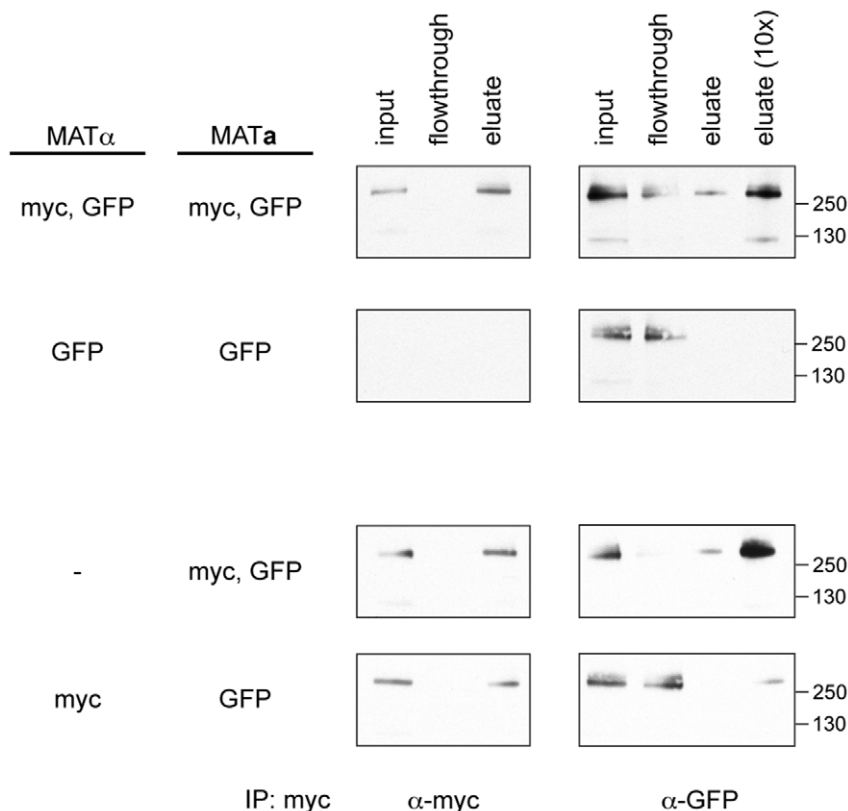 input
flowthrough
eluate
input
flowthrough
eluate
eluate (10x)
MATα MATa
myc, GFP myc, GFP
250
130
GFP GFP
250
130
- myc, GFP
250
130
myc GFP
250
130
IP: myc α-myc α-GFP